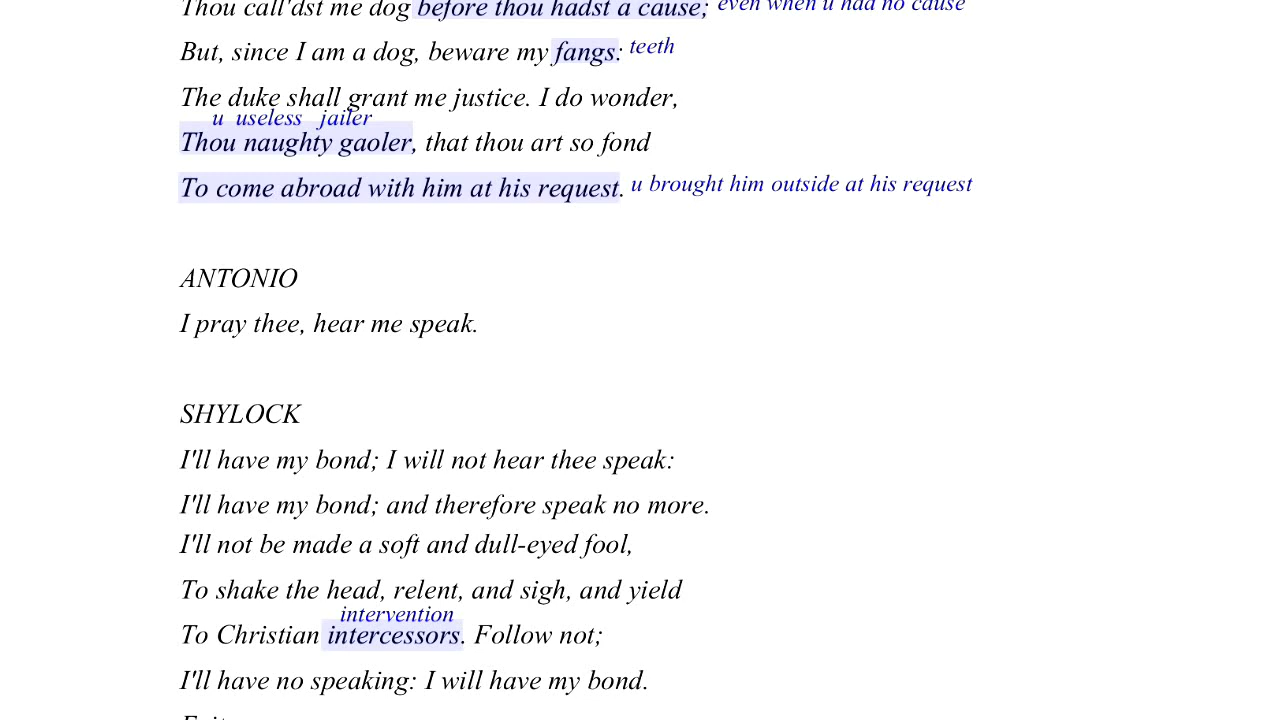 Thou call'dst me dog before thou hadst a cause; even when u had no cause
But, since I am a dog, beware my fangs: teeth
The duke shall grant me justice. I do wonder,
u useless jailer
Thou naughty gaoler, that thou art so fond
To come abroad with him at his request. u brought him outside at his request
ANTONIO
I pray thee, hear me speak.
SHYLOCK
I'll have my bond; I will not hear thee speak:
I'll have my bond; and therefore speak no more.
I'll not be made a soft and dull-eyed fool,
To shake the head, relent, and sigh, and yield
intervention
To Christian intercessors. Follow not;
I'll have no speaking: I will have my bond.